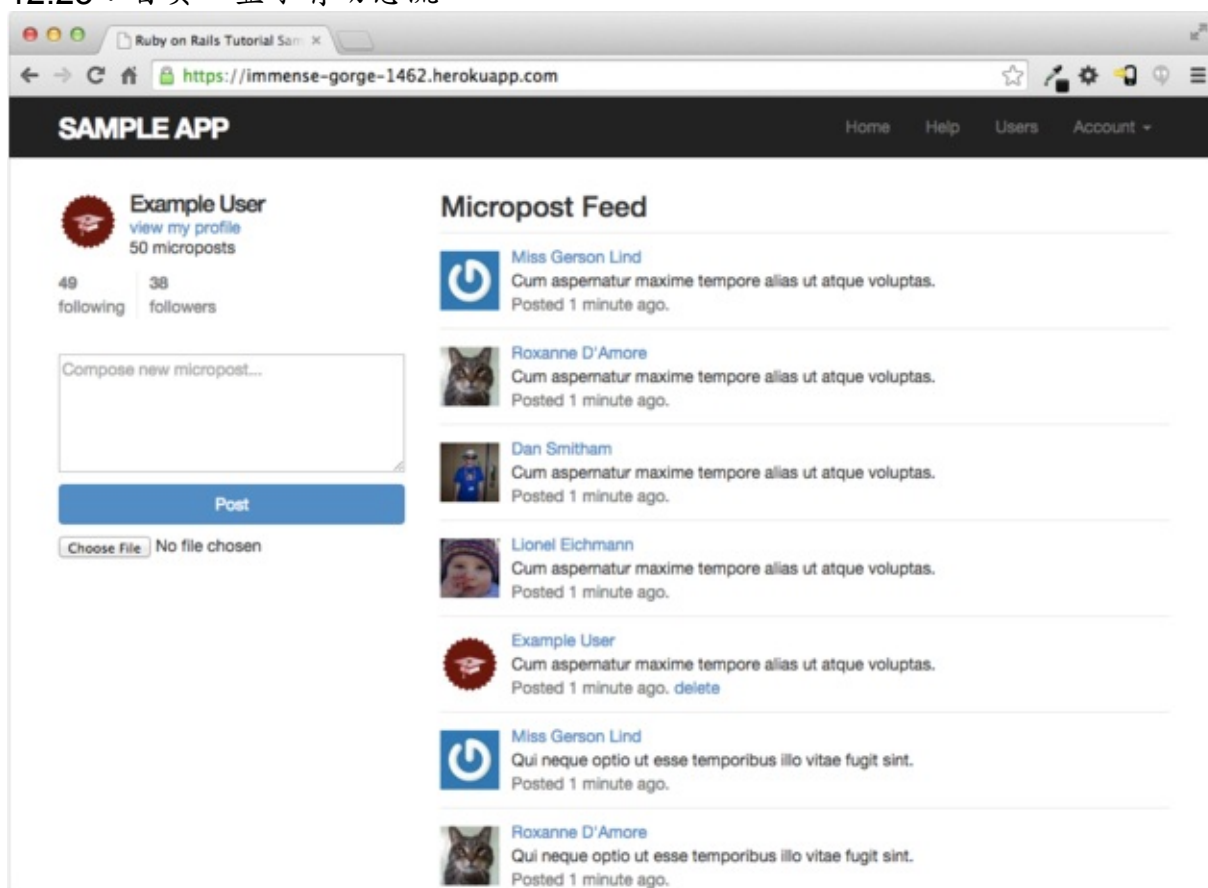 Ruby on Rails Tutorial Sam
https://immense-gorge-1462.herokuapp.com
SAMPLE APP
Home Help Users Account
Example User
view my profile
50 microposts
49 following
38 followers
Compose new micropost...
Post
Choose File No file chosen
Micropost Feed
Miss Gerson Lind
Cum aspernatur maxime tempore alias ut atque voluptas.
Posted 1 minute ago.
Roxanne D'Amore
Cum aspernatur maxime tempore alias ut atque voluptas.
Posted 1 minute ago.
Dan Smitham
Cum aspernatur maxime tempore alias ut atque voluptas.
Posted 1 minute ago.
Lionel Eichmann
Cum aspernatur maxime tempore alias ut atque voluptas.
Posted 1 minute ago.
Example User
Cum aspernatur maxime tempore alias ut atque voluptas.
Posted 1 minute ago. delete
Miss Gerson Lind
Qui neque optio ut esse temporibus illo vitae fugit sint.
Posted 1 minute ago.
Roxanne D'Amore
Qui neque optio ut esse temporibus illo vitae fugit sint.
Posted 1 minute ago.